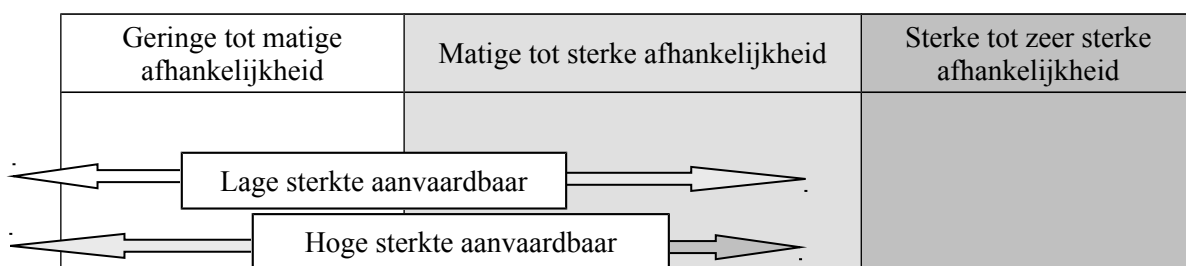 Geringe tot matige
afhankelijkheid
Matige tot sterke afhankelijkheid
Sterke tot zeer sterke
afhankelijkheid
Lage sterkte aanvaardbaar
Hoge sterkte aanvaardbaar